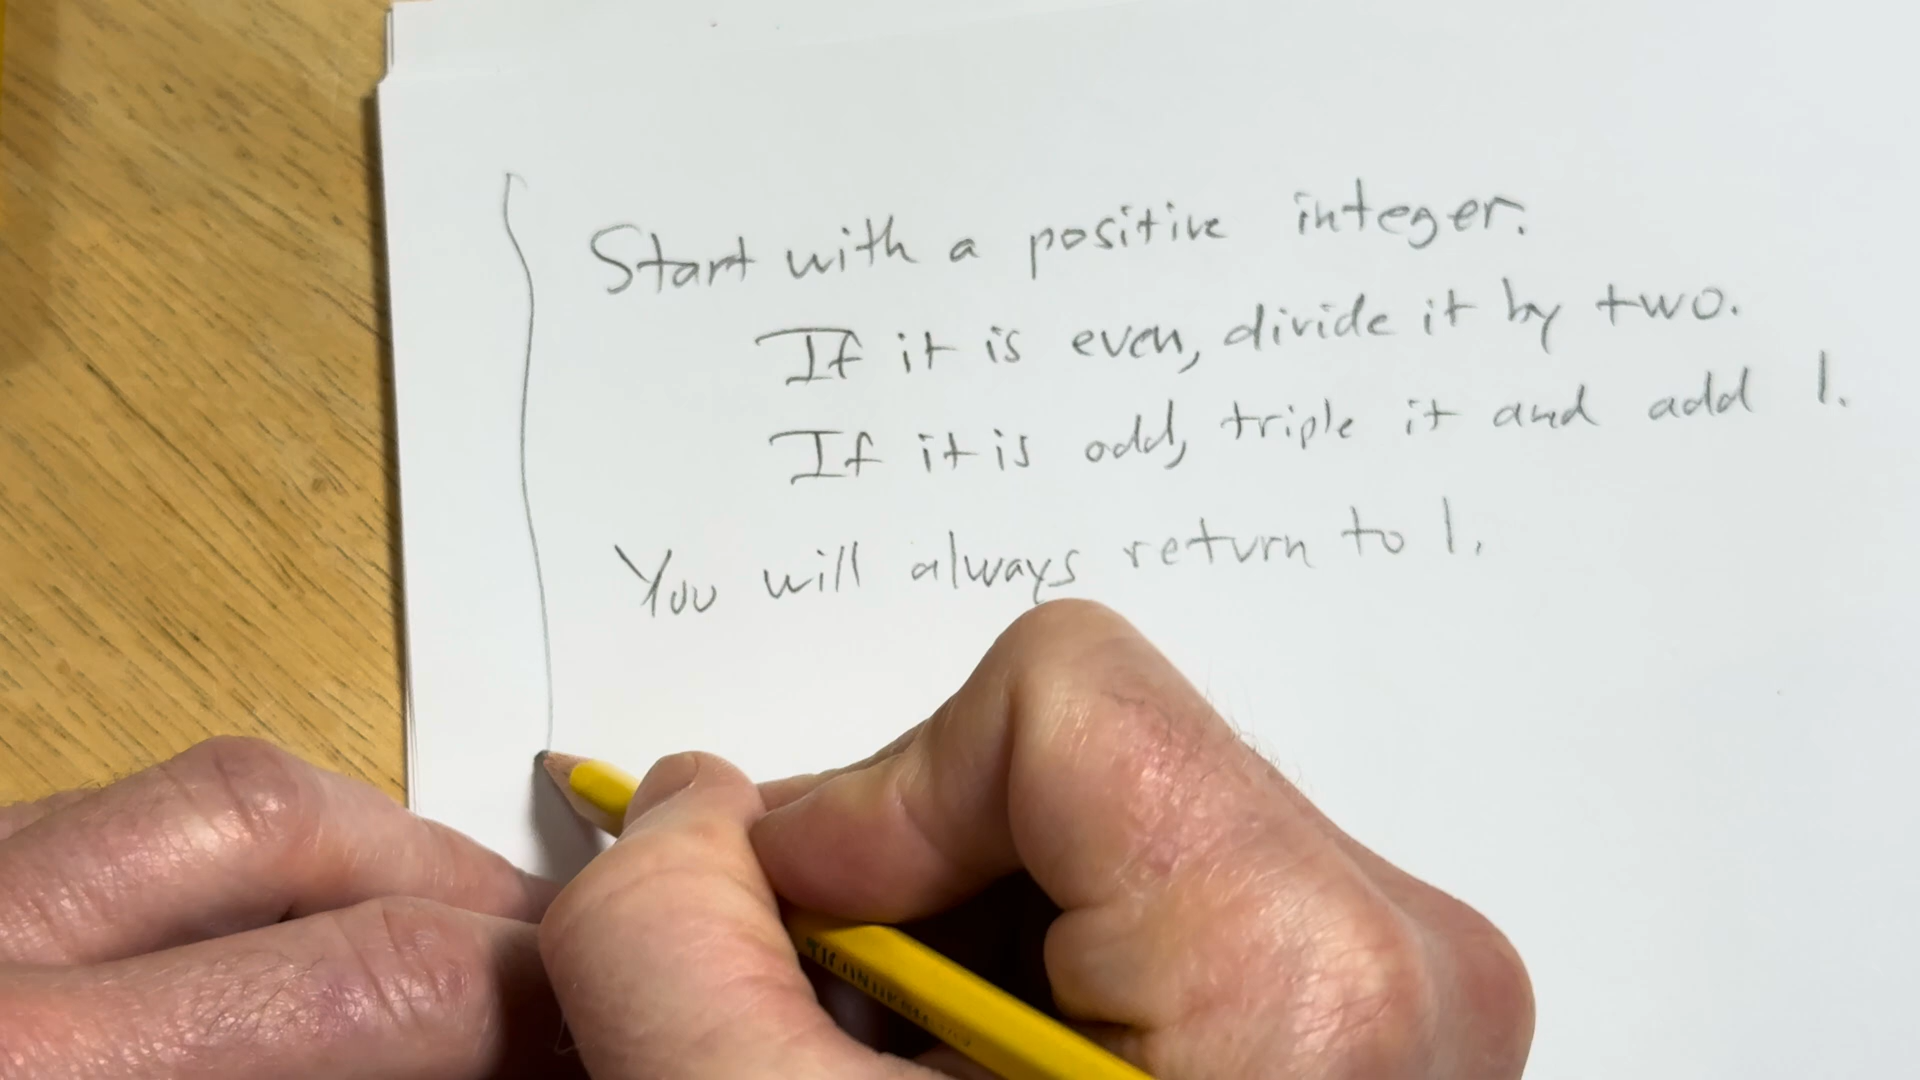 Start with a positive integer.
If it is even, divide it by two.
If it is odd, triple it and add 1.
You will always return to 1.
TICONDEROGA